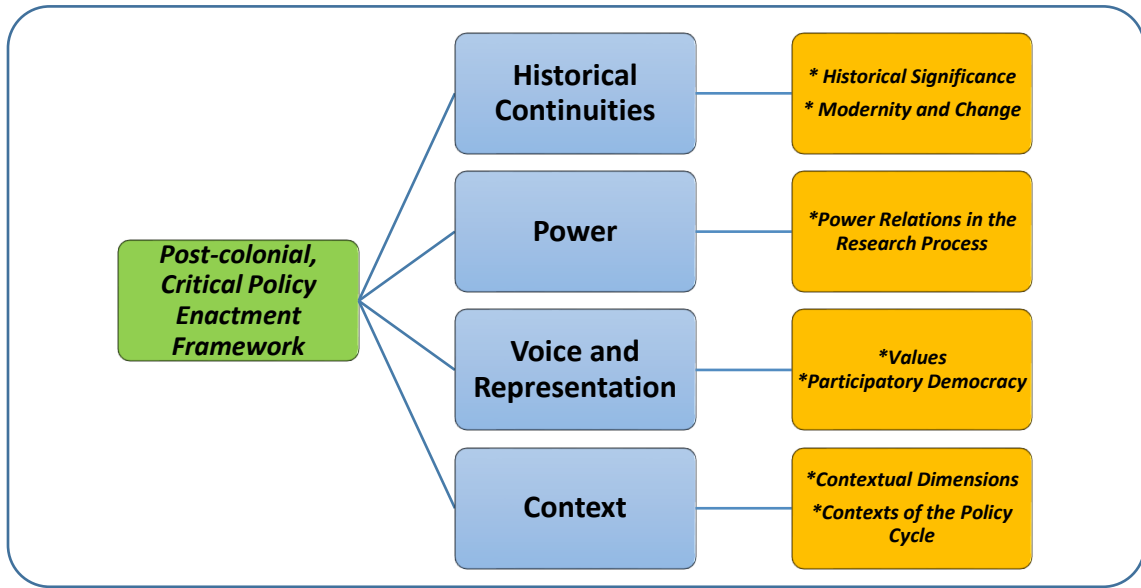 Post-colonial,
Critical Policy
Enactment
Framework
Historical
Continuities
* Historical Significance
* Modernity and Change
Power
*Power Relations in the
Research Process
Voice and
Representation
*Values
*Participatory Democracy
Context
*Contextual Dimensions
*Contexts of the Policy
Cycle